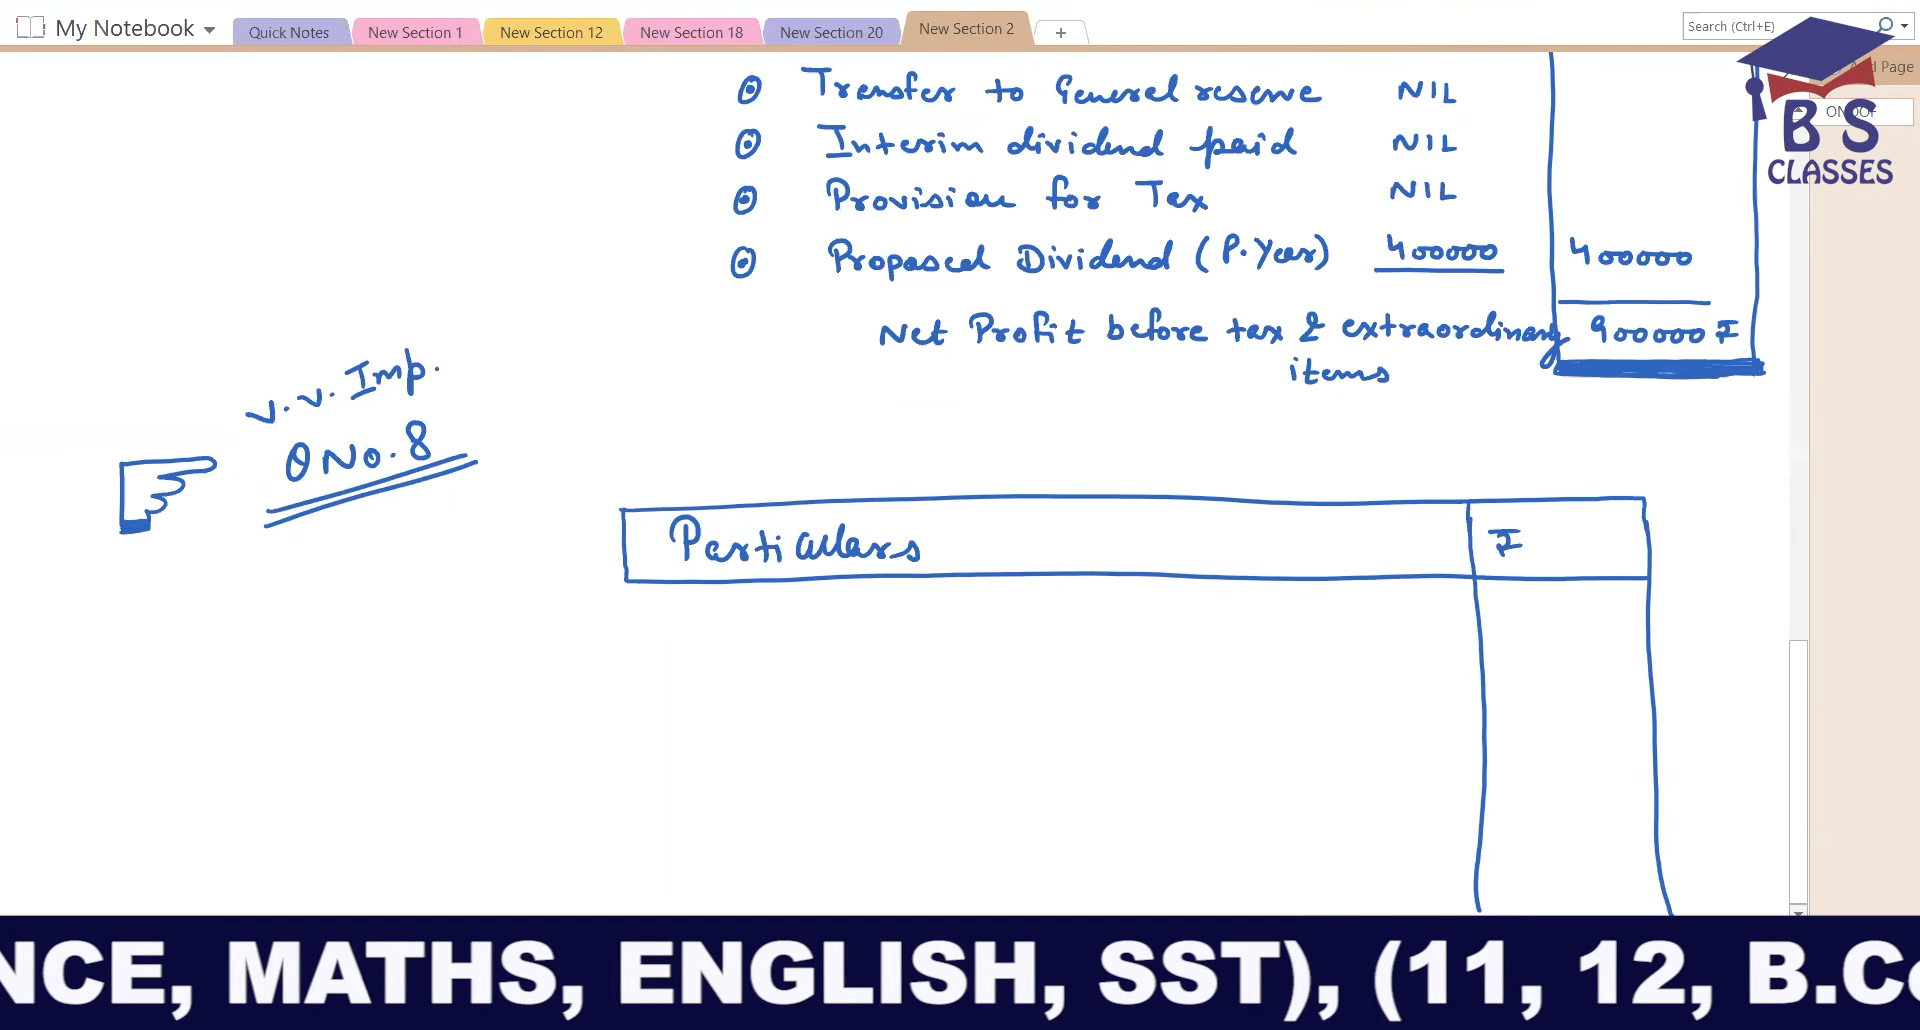 My Notebook
Quick Notes
New Section 1
New Section 12
New Section 18
New Section 20
New Section 2
+
Search (Ctrl+E)
Page
B S
CLASSES
Transfer to General reserve NIL
Interim dividend paid NIL
Provision for Tax NIL
Proposed Dividend (P. Year) 400000 400000
Net Profit before tax & extraordinary 900000 ₹
items
V. V. Imp.
Q No. 8
Particulars ₹
NCE, MATHS, ENGLISH, SST), (11, 12, B.Co